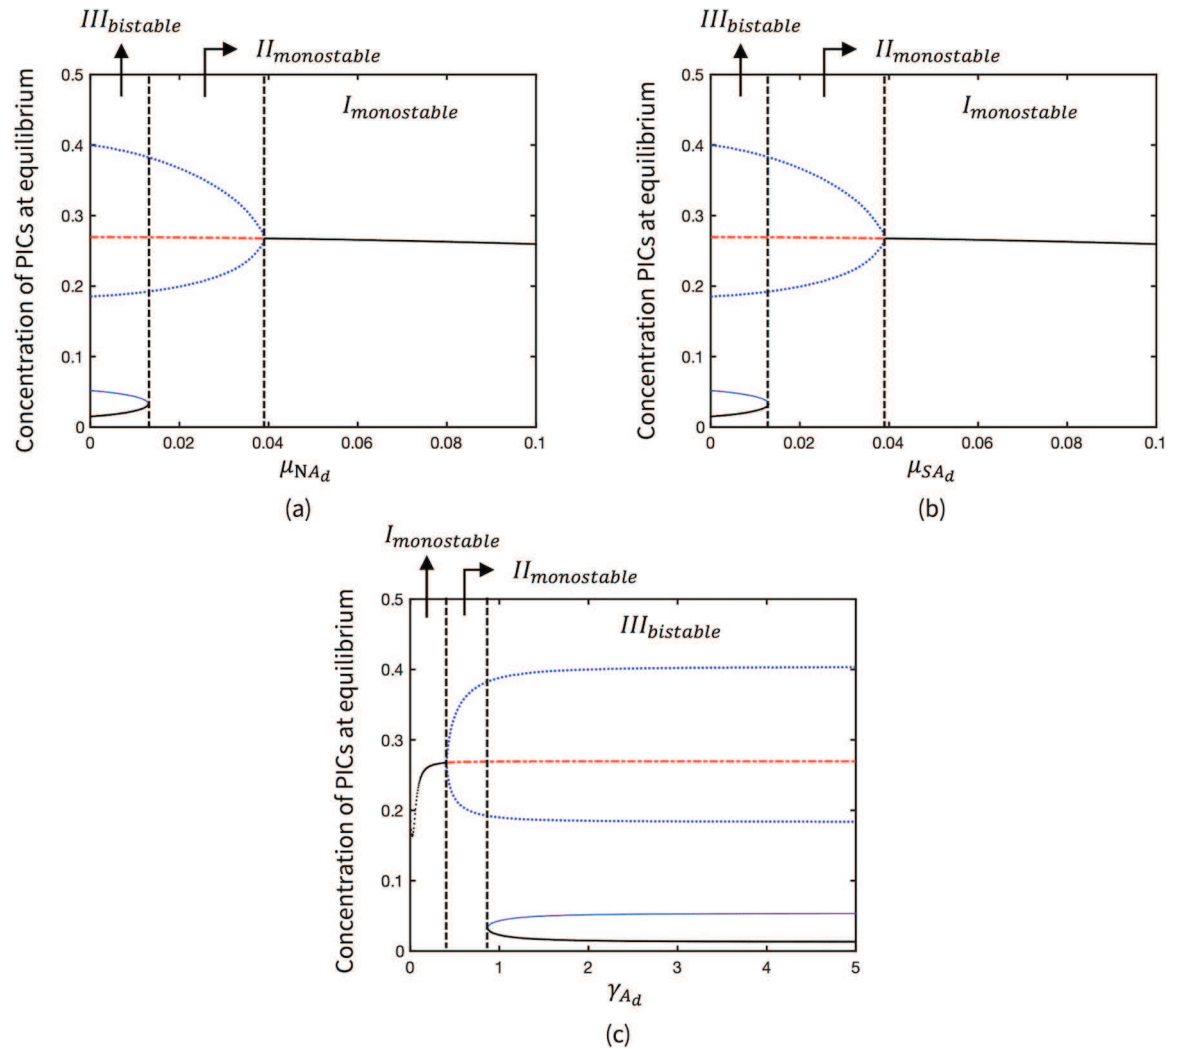 III_bistable
II_monostable
I_monostable
Concentration of PICs at equilibrium
0.5
0.4
0.3
0.2
0.1
0
0 0.02 0.04 0.06 0.08 0.1
μ_NA_d
(a)
III_bistable
II_monostable
I_monostable
Concentration PICs at equilibrium
0.5
0.4
0.3
0.2
0.1
0
0 0.02 0.04 0.06 0.08 0.1
μ_SA_d
(b)
I_monostable
II_monostable
III_bistable
Concentration of PICs at equilibrium
0.5
0.4
0.3
0.2
0.1
0
0 1 2 3 4 5
γ_A_d
(c)